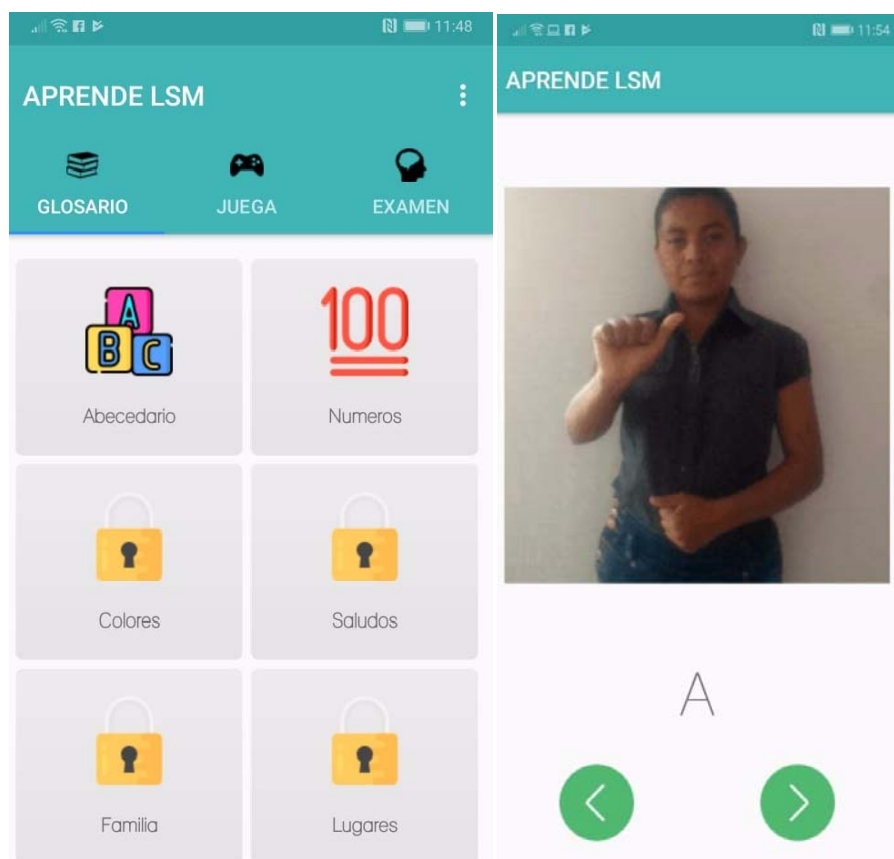 11:48
APRENDE LSM
GLOSARIO JUEGA EXAMEN
A
B C
100
Abecedario Numeros
Colores Saludos
Familia Lugares
11:54
APRENDE LSM
A